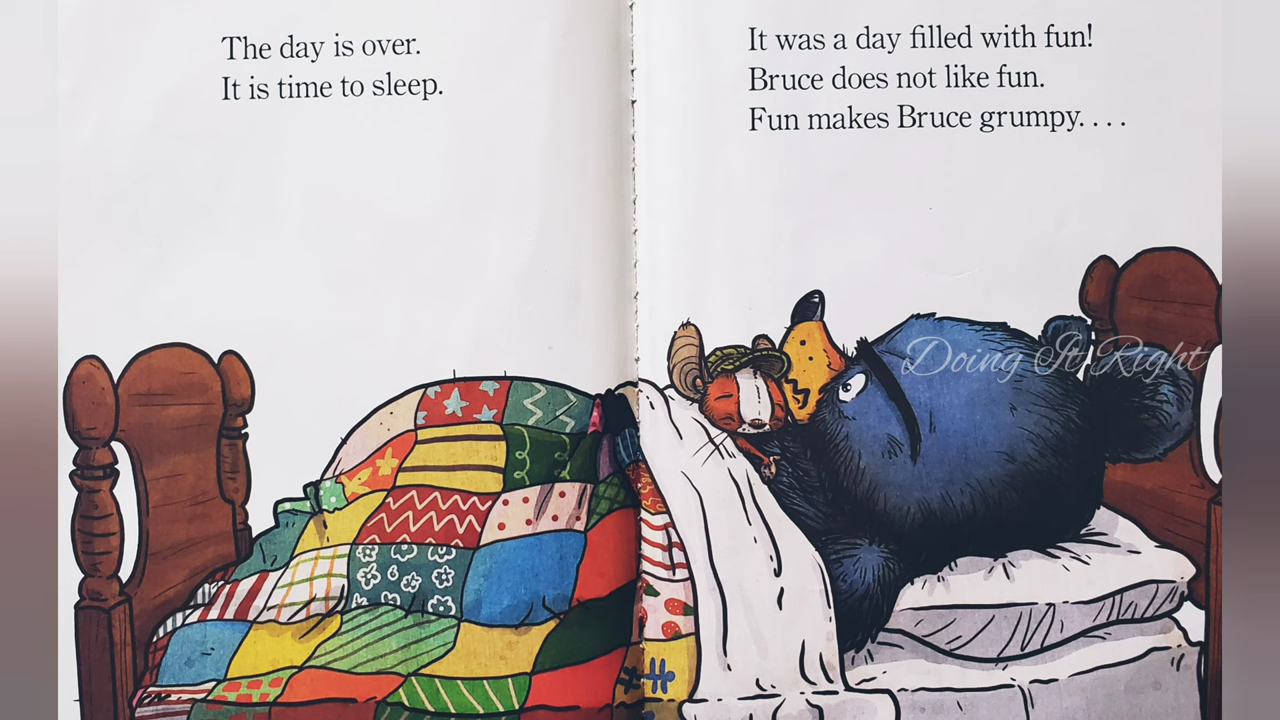 The day is over.
It is time to sleep.
It was a day filled with fun!
Bruce does not like fun.
Fun makes Bruce grumpy. . . .
Doing It Right